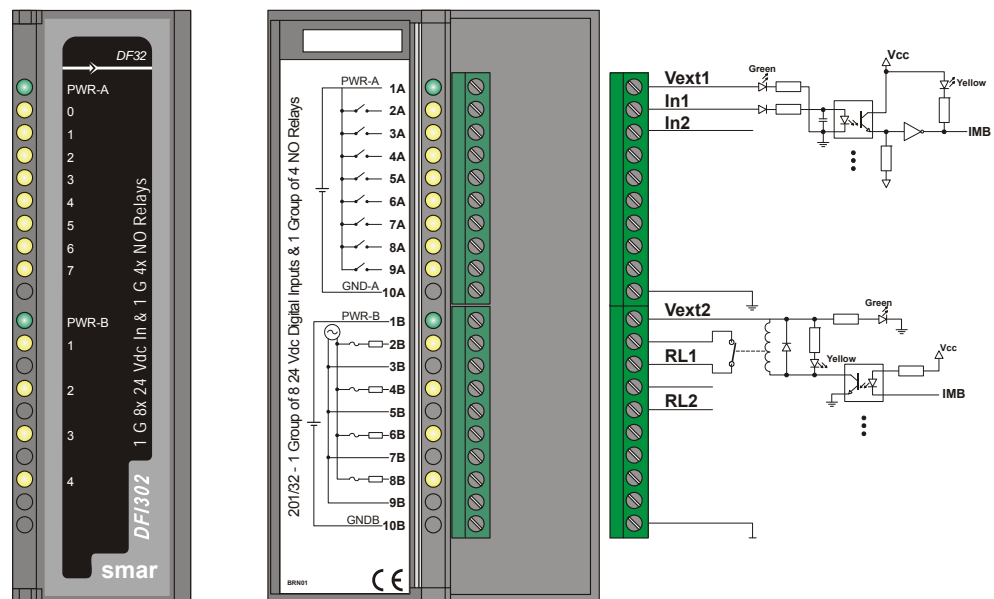 DF32
PWR-A
0
1
2
3
4
5
6
7
PWR-B
1
2
3
4
1 G 8x 24 Vdc In & 1 G 4x NO Relays
DFI302
smar
201/32 - 1 Group of 8 24 Vdc Digital Inputs & 1 Group of 4 NO Relays
PWR-A
1A
2A
3A
4A
5A
6A
7A
8A
9A
GND-A
10A
PWR-B
1B
2B
3B
4B
5B
6B
7B
8B
9B
GNDB
10B
BRN01
CE
Vext1
In1
In2
Green
Vcc
Yellow
IMB
Vext2
RL1
RL2
Green
Yellow
Vcc
IMB